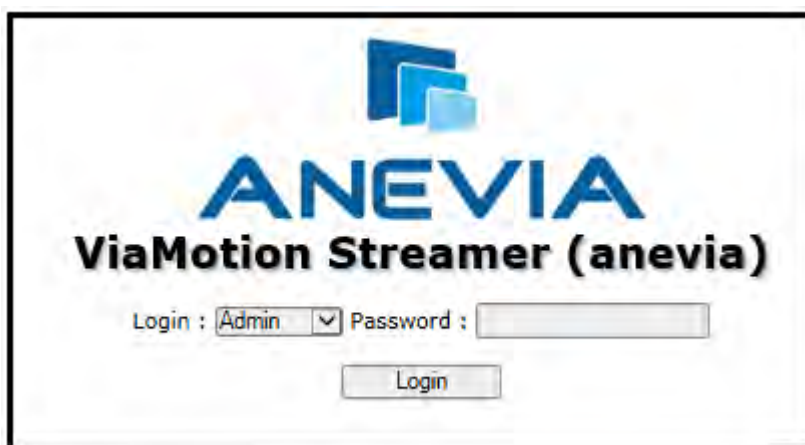 ANEVIA
ViaMotion Streamer (anevia)
Login : Admin Password :
Login